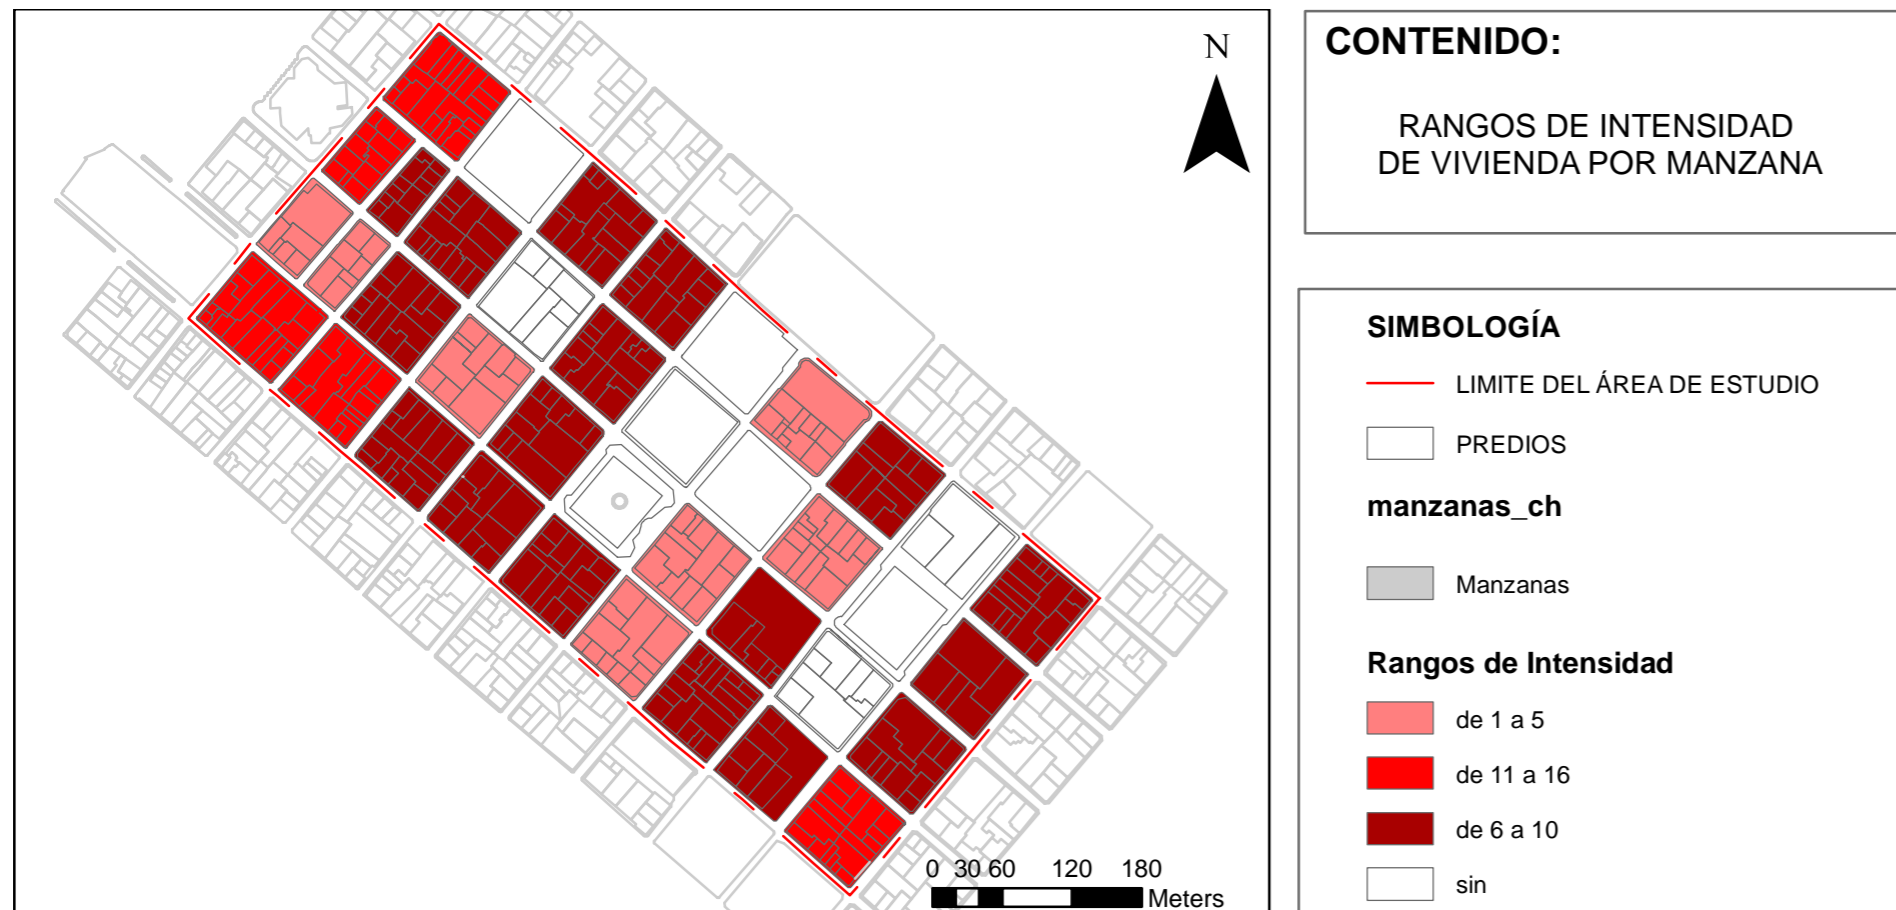 N
0 30 60 120 180
Meters
CONTENIDO:
RANGOS DE INTENSIDAD
DE VIVIENDA POR MANZANA
SIMBOLOGÍA
LIMITE DEL ÁREA DE ESTUDIO
PREDIOS
manzanas_ch
Manzanas
Rangos de Intensidad
de 1 a 5
de 11 a 16
de 6 a 10
sin